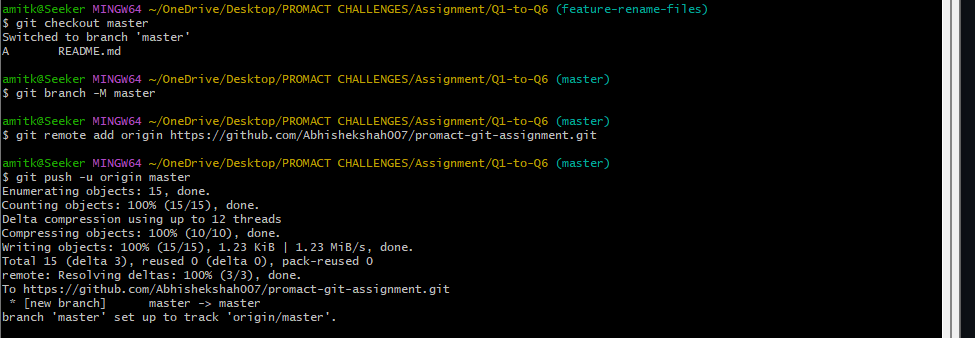 amitk@Seeker MINGW64 ~/OneDrive/Desktop/PROMACT CHALLENGES/Assignment/Q1-to-Q6 (feature-rename-files)
$ git checkout master
Switched to branch 'master'
A       README.md
amitk@Seeker MINGW64 ~/OneDrive/Desktop/PROMACT CHALLENGES/Assignment/Q1-to-Q6 (master)
$ git branch -M master
amitk@Seeker MINGW64 ~/OneDrive/Desktop/PROMACT CHALLENGES/Assignment/Q1-to-Q6 (master)
$ git remote add origin https://github.com/Abhishekshah007/promact-git-assignment.git
amitk@Seeker MINGW64 ~/OneDrive/Desktop/PROMACT CHALLENGES/Assignment/Q1-to-Q6 (master)
$ git push -u origin master
Enumerating objects: 15, done.
Counting objects: 100% (15/15), done.
Delta compression using up to 12 threads
Compressing objects: 100% (10/10), done.
Writing objects: 100% (15/15), 1.23 KiB | 1.23 MiB/s, done.
Total 15 (delta 3), reused 0 (delta 0), pack-reused 0
remote: Resolving deltas: 100% (3/3), done.
To https://github.com/Abhishekshah007/promact-git-assignment.git
 * [new branch]      master -> master
branch 'master' set up to track 'origin/master'.